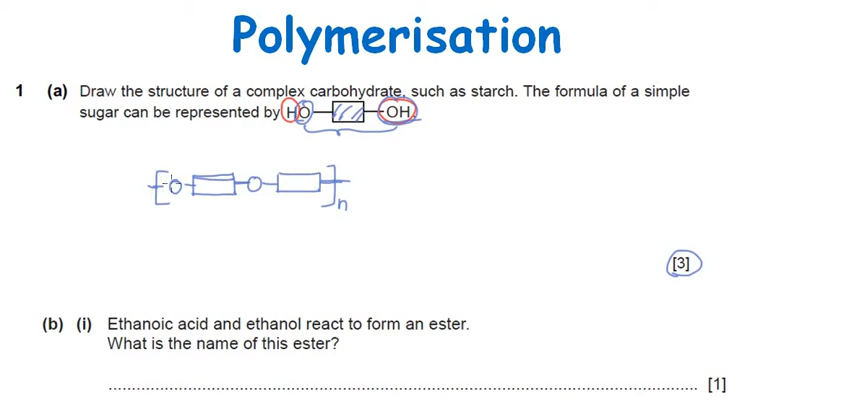 Polymerisation
1 (a) Draw the structure of a complex carbohydrate, such as starch. The formula of a simple
sugar can be represented by HO OH.
O O n
[3]
(b) (i) Ethanoic acid and ethanol react to form an ester.
What is the name of this ester?
[1]